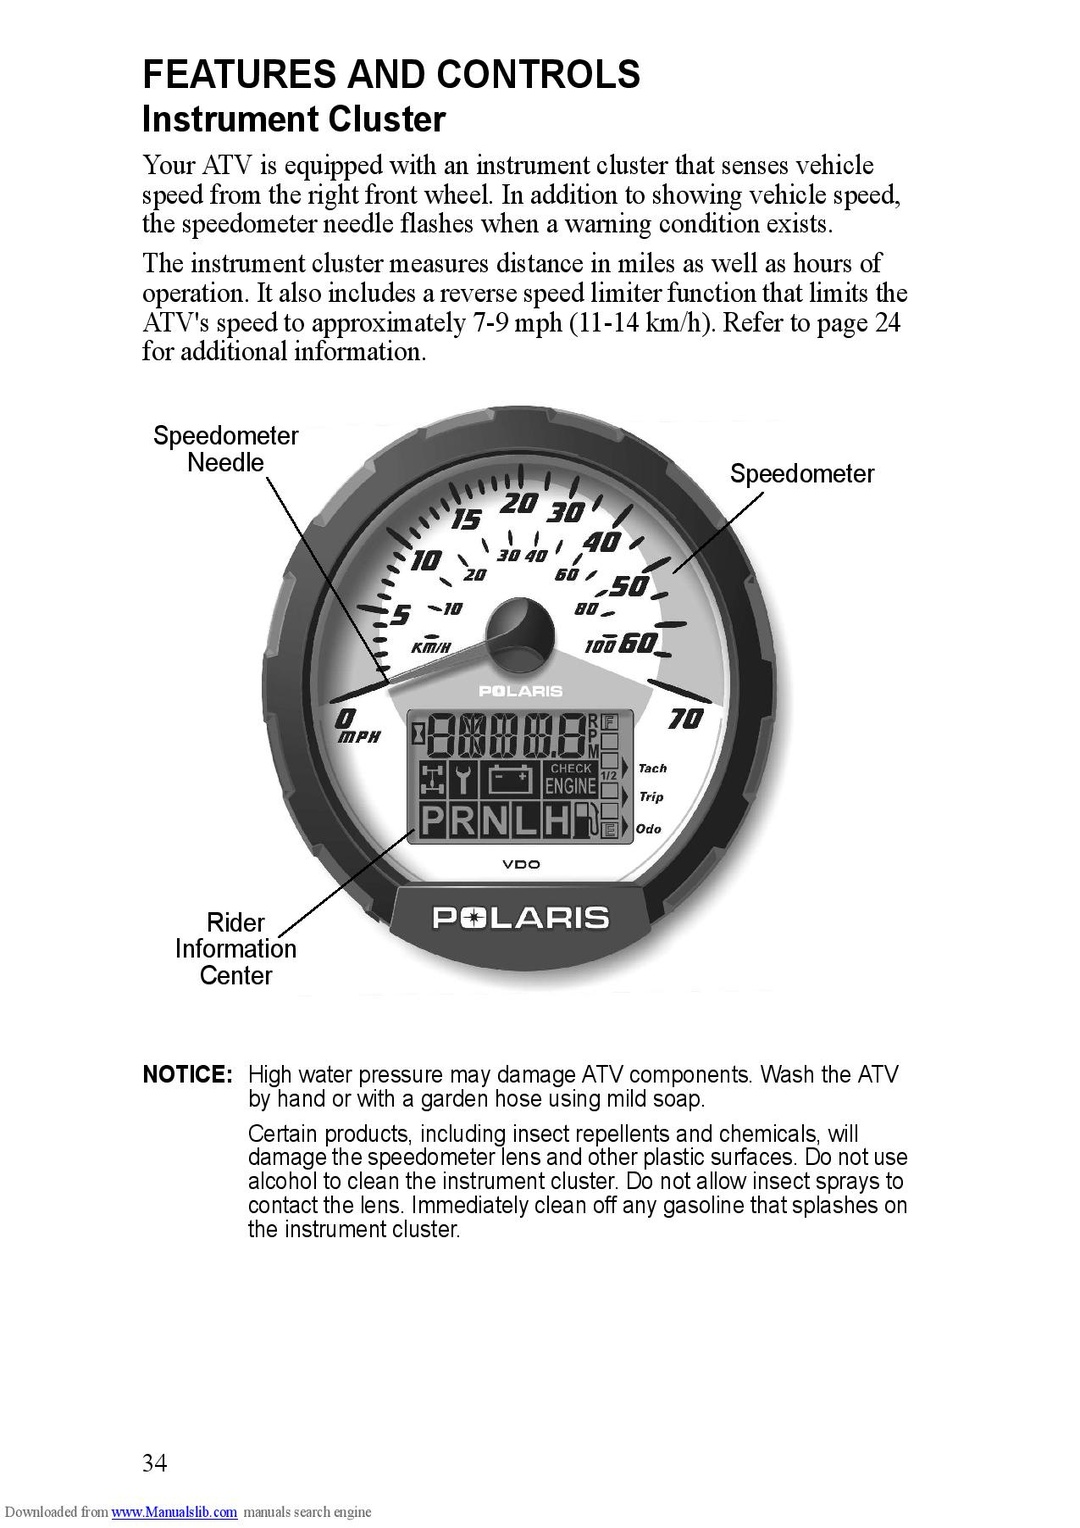 FEATURES AND CONTROLS
Instrument Cluster
Your ATV is equipped with an instrument cluster that senses vehicle
speed from the right front wheel. In addition to showing vehicle speed,
the speedometer needle flashes when a warning condition exists.
The instrument cluster measures distance in miles as well as hours of
operation. It also includes a reverse speed limiter function that limits the
ATV's speed to approximately 7-9 mph (11-14 km/h). Refer to page 24
for additional information.
Speedometer
Needle
Speedometer
0
MPH
5
10
15
20
30
40
50
60
70
KM/H
10
20
30
40
60
80
100
POLARIS
188 88.8
RPM
F
1/2
E
CHECK
ENGINE
P R N L H
Tach
Trip
Odo
VDO
POLARIS
Rider
Information
Center
NOTICE: High water pressure may damage ATV components. Wash the ATV
by hand or with a garden hose using mild soap.
Certain products, including insect repellents and chemicals, will
damage the speedometer lens and other plastic surfaces. Do not use
alcohol to clean the instrument cluster. Do not allow insect sprays to
contact the lens. Immediately clean off any gasoline that splashes on
the instrument cluster.
34
Downloaded from www.Manualslib.com manuals search engine